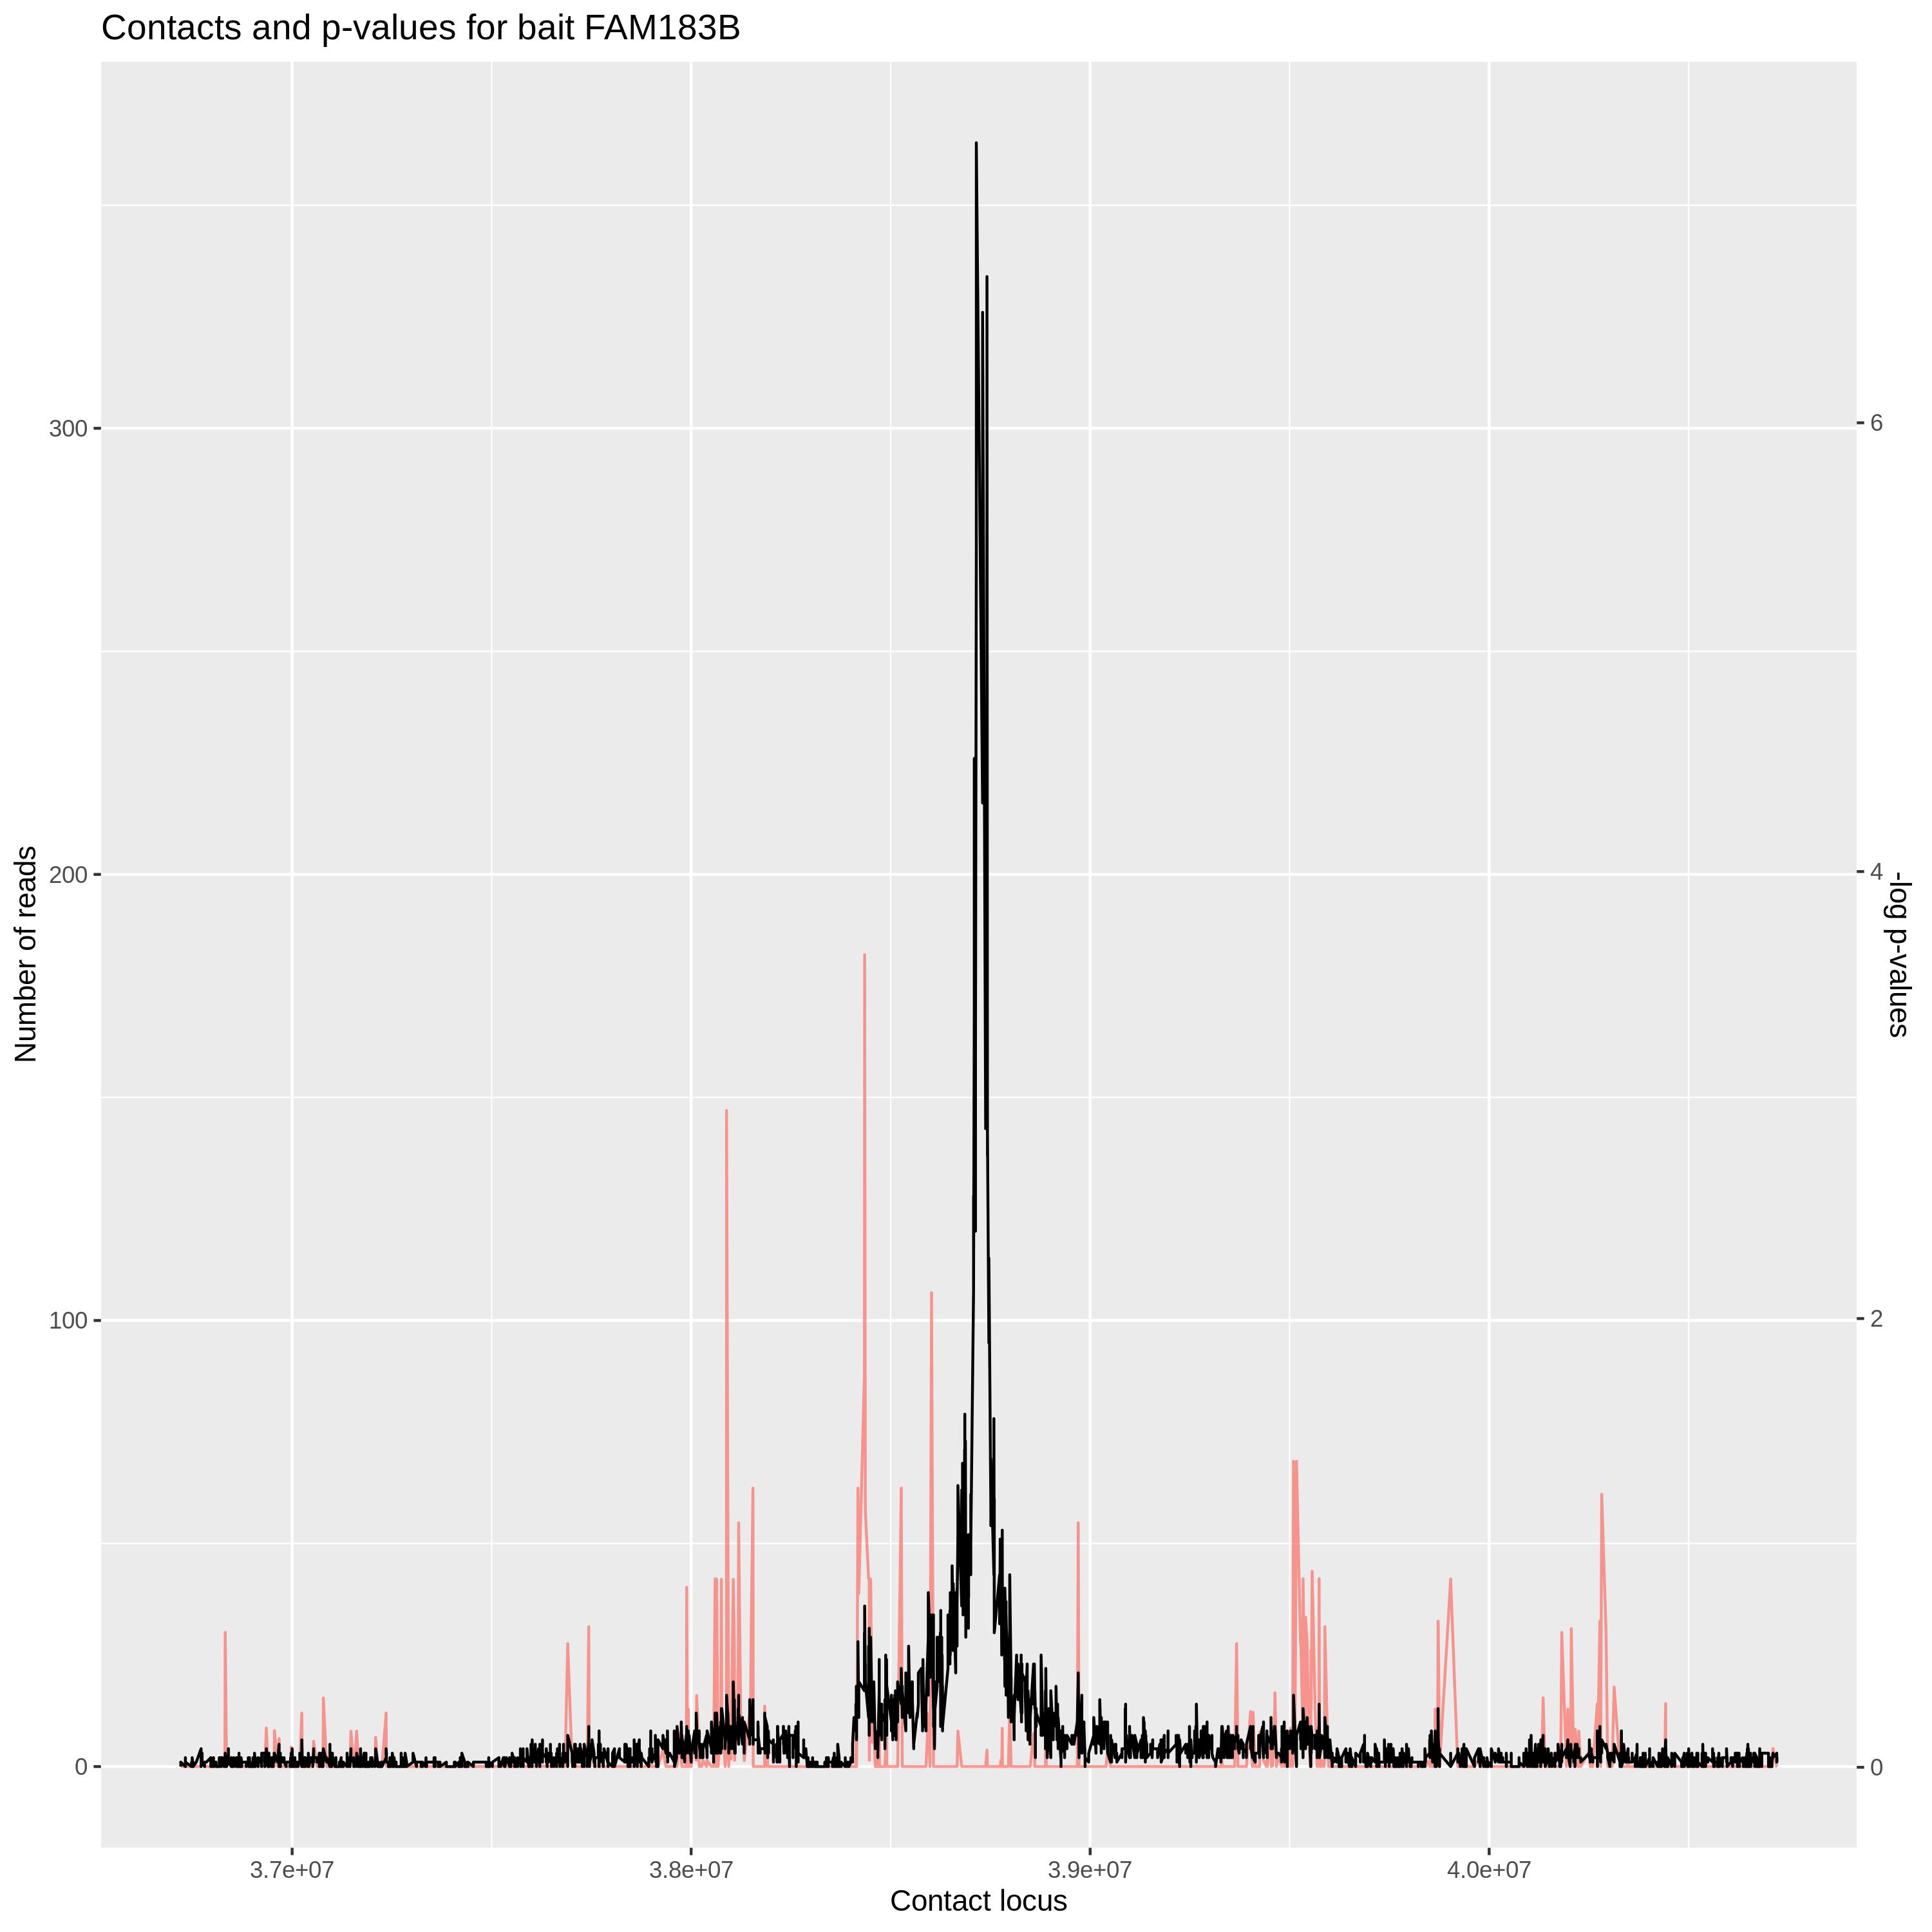 Contacts and p-values for bait FAM183B
Number of reads
300
200
100
0
6
4
2
0
-log p-values
3.7e+07
3.8e+07
3.9e+07
4.0e+07
Contact locus